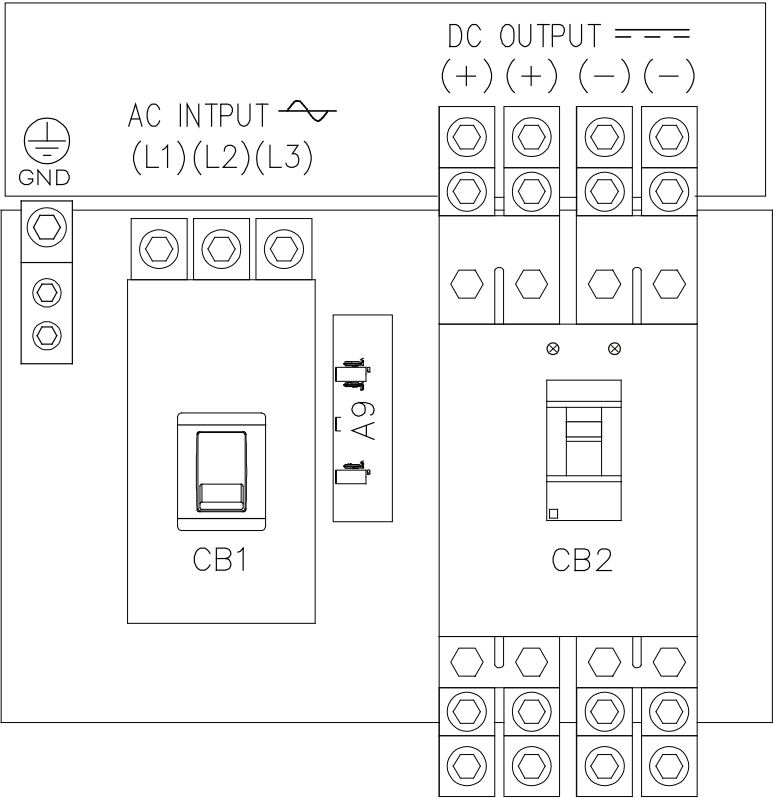 DC OUTPUT
(+) (+) (−) (−)
AC INTPUT
(L1) (L2) (L3)
GND
A9
CB1
CB2